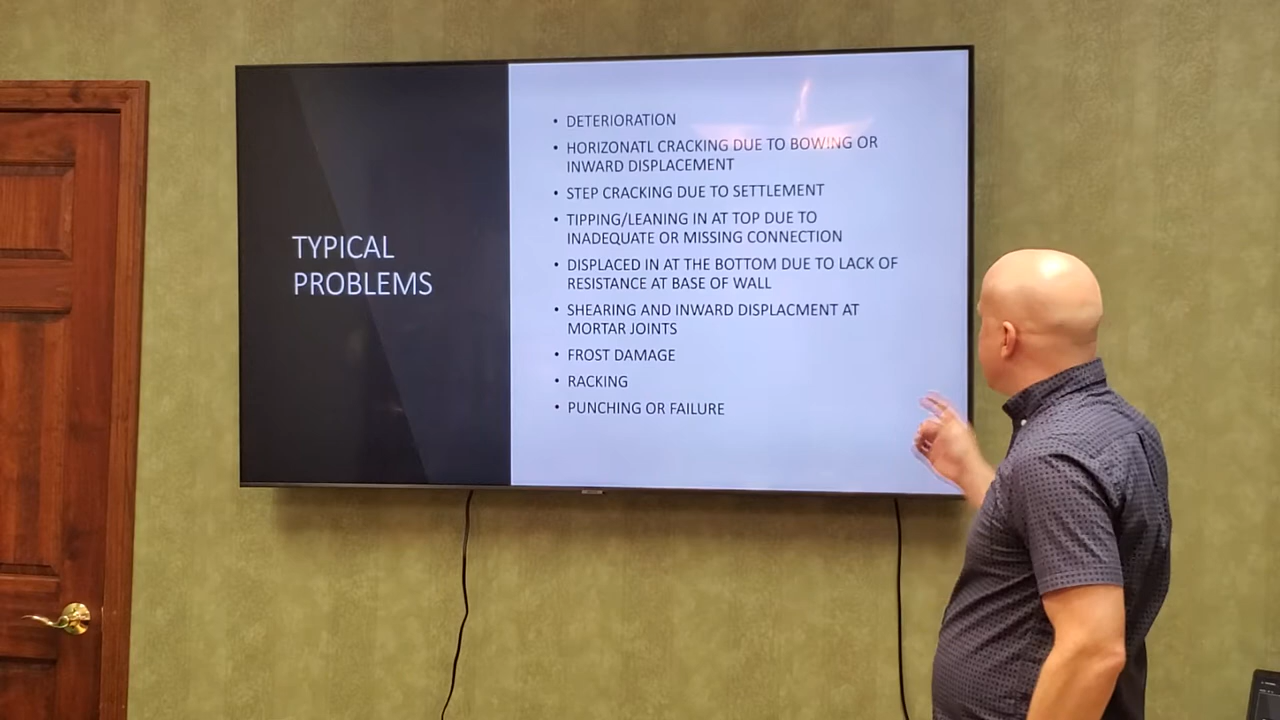 TYPICAL
PROBLEMS
• DETERIORATION
• HORIZONATL CRACKING DUE TO BOWING OR
INWARD DISPLACEMENT
• STEP CRACKING DUE TO SETTLEMENT
• TIPPING/LEANING IN AT TOP DUE TO
INADEQUATE OR MISSING CONNECTION
• DISPLACED IN AT THE BOTTOM DUE TO LACK OF
RESISTANCE AT BASE OF WALL
• SHEARING AND INWARD DISPLACMENT AT
MORTAR JOINTS
• FROST DAMAGE
• RACKING
• PUNCHING OR FAILURE